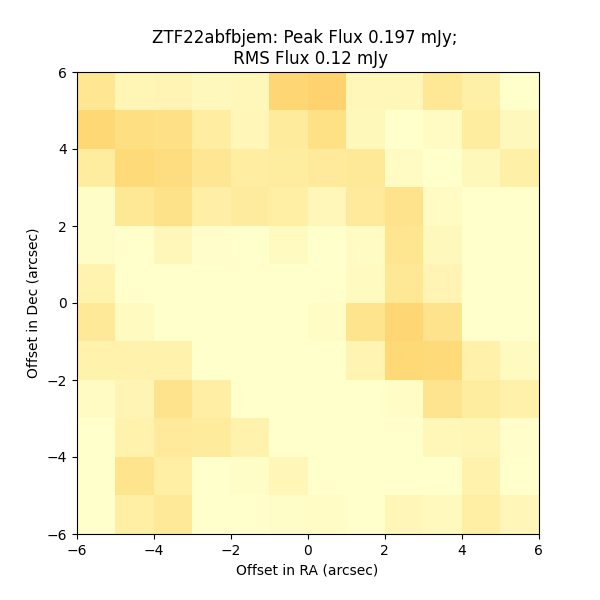 ZTF22abfbjem: Peak Flux 0.197 mJy;
RMS Flux 0.12 mJy
6
4
2
0
−2
−4
−6
Offset in Dec (arcsec)
−6 −4 −2 0 2 4 6
Offset in RA (arcsec)